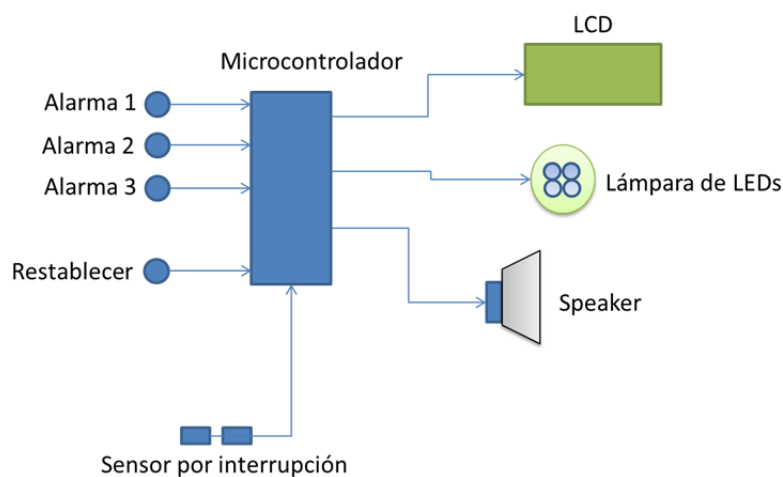 LCD
Microcontrolador
Alarma 1
Alarma 2
Alarma 3
Lámpara de LEDs
Restablecer
Speaker
Sensor por interrupción